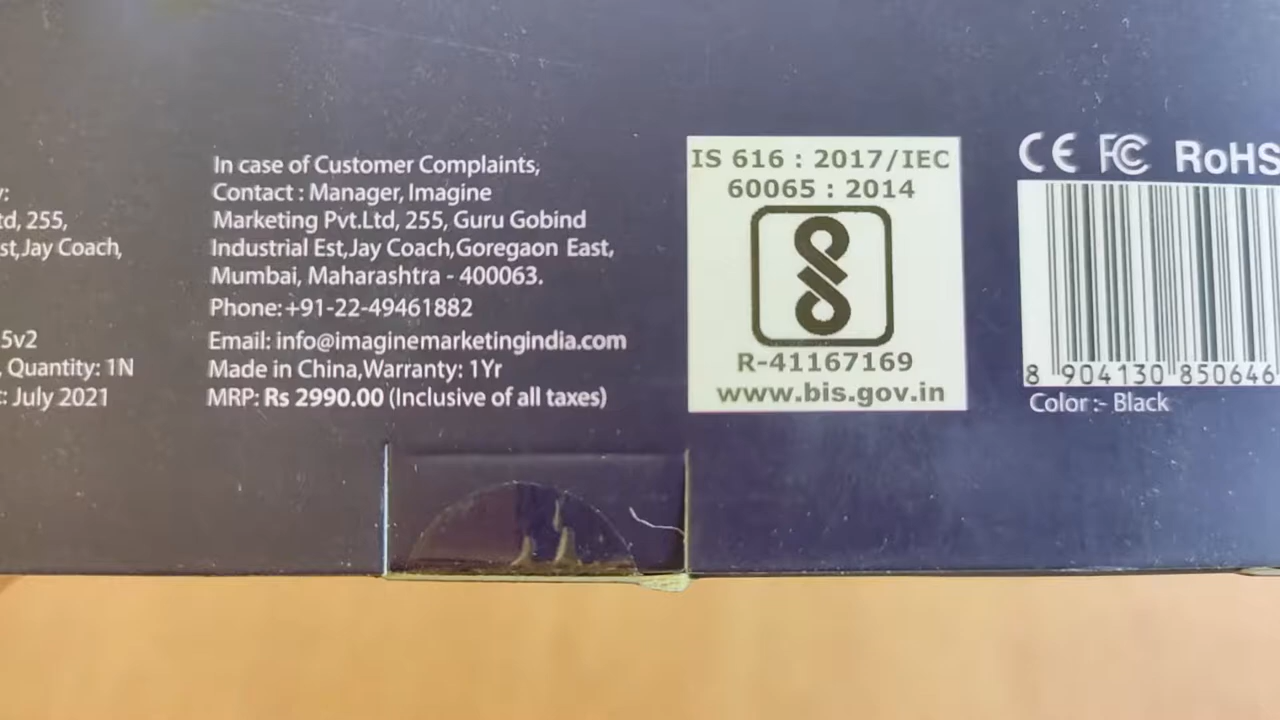 y:
td, 255,
st,Jay Coach,
5v2
, Quantity: 1N
: July 2021
In case of Customer Complaints,
Contact : Manager, Imagine
Marketing Pvt.Ltd, 255, Guru Gobind
Industrial Est,Jay Coach,Goregaon East,
Mumbai, Maharashtra - 400063.
Phone:+91-22-49461882
Email: info@imaginemarketingindia.com
Made in China,Warranty: 1Yr
MRP: Rs 2990.00 (Inclusive of all taxes)
IS 616 : 2017/IEC
60065 : 2014
R-41167169
www.bis.gov.in
CE FC RoHS
8 904130 850646
Color :- Black